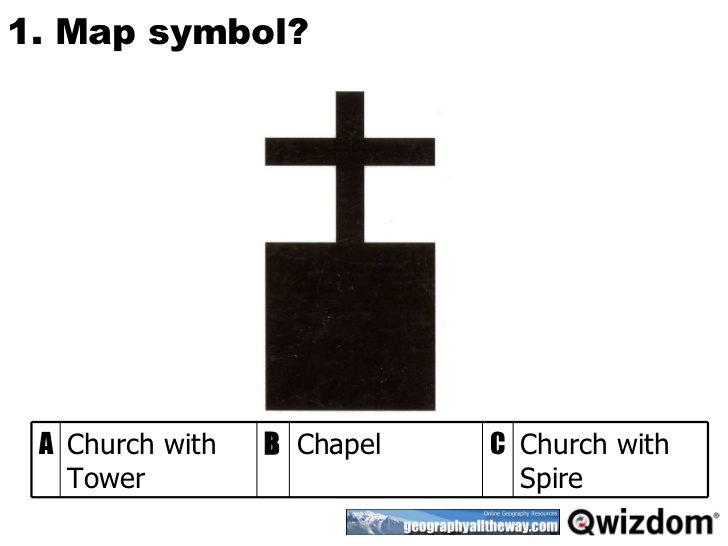 1. Map symbol?
A Church with Tower B Chapel C Church with Spire
Online Geography Resources
geographyalltheway.com
Qwizdom®